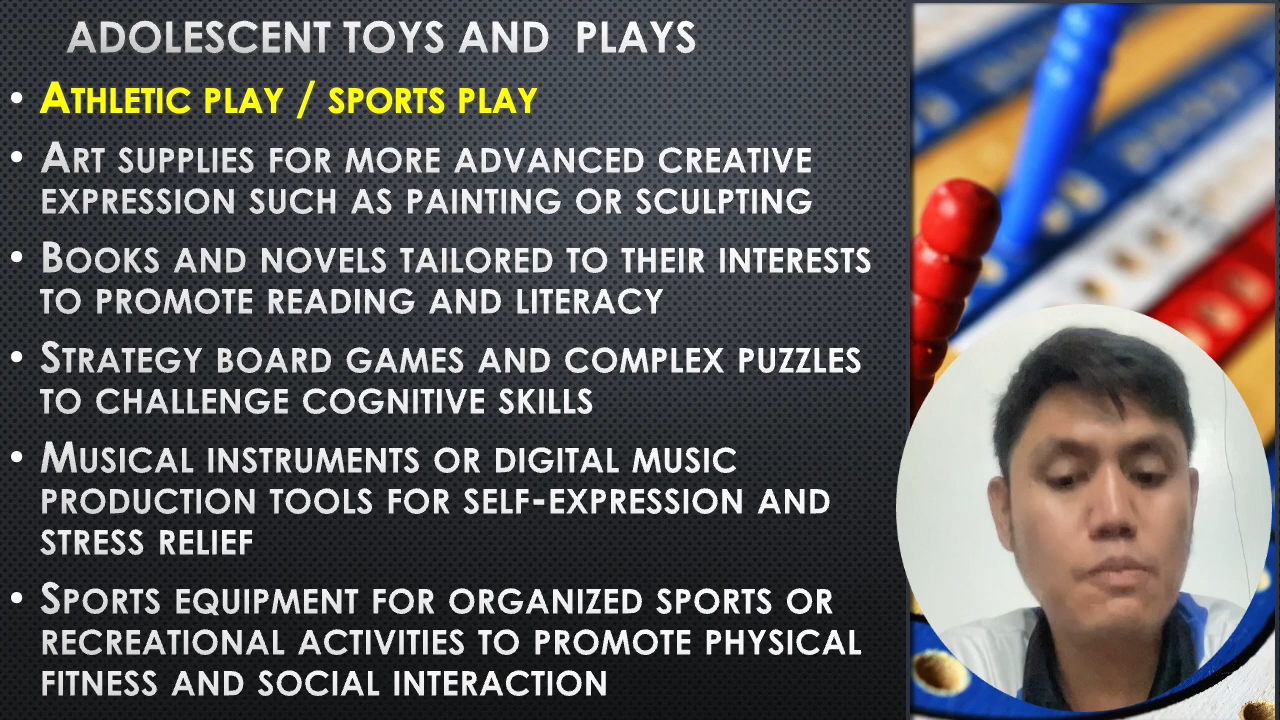 ADOLESCENT TOYS AND PLAYS
• ATHLETIC PLAY / SPORTS PLAY
• ART SUPPLIES FOR MORE ADVANCED CREATIVE
EXPRESSION SUCH AS PAINTING OR SCULPTING
• BOOKS AND NOVELS TAILORED TO THEIR INTERESTS
TO PROMOTE READING AND LITERACY
• STRATEGY BOARD GAMES AND COMPLEX PUZZLES
TO CHALLENGE COGNITIVE SKILLS
• MUSICAL INSTRUMENTS OR DIGITAL MUSIC
PRODUCTION TOOLS FOR SELF-EXPRESSION AND
STRESS RELIEF
• SPORTS EQUIPMENT FOR ORGANIZED SPORTS OR
RECREATIONAL ACTIVITIES TO PROMOTE PHYSICAL
FITNESS AND SOCIAL INTERACTION